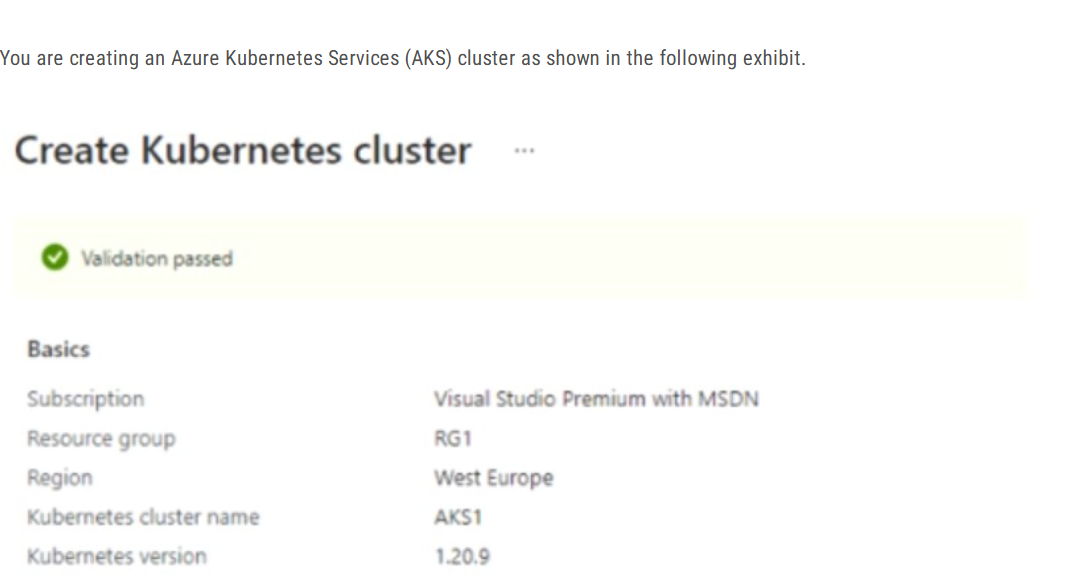 You are creating an Azure Kubernetes Services (AKS) cluster as shown in the following exhibit.
Create Kubernetes cluster ...
Validation passed
Basics
Subscription Visual Studio Premium with MSDN
Resource group RG1
Region West Europe
Kubernetes cluster name AKS1
Kubernetes version 1.20.9